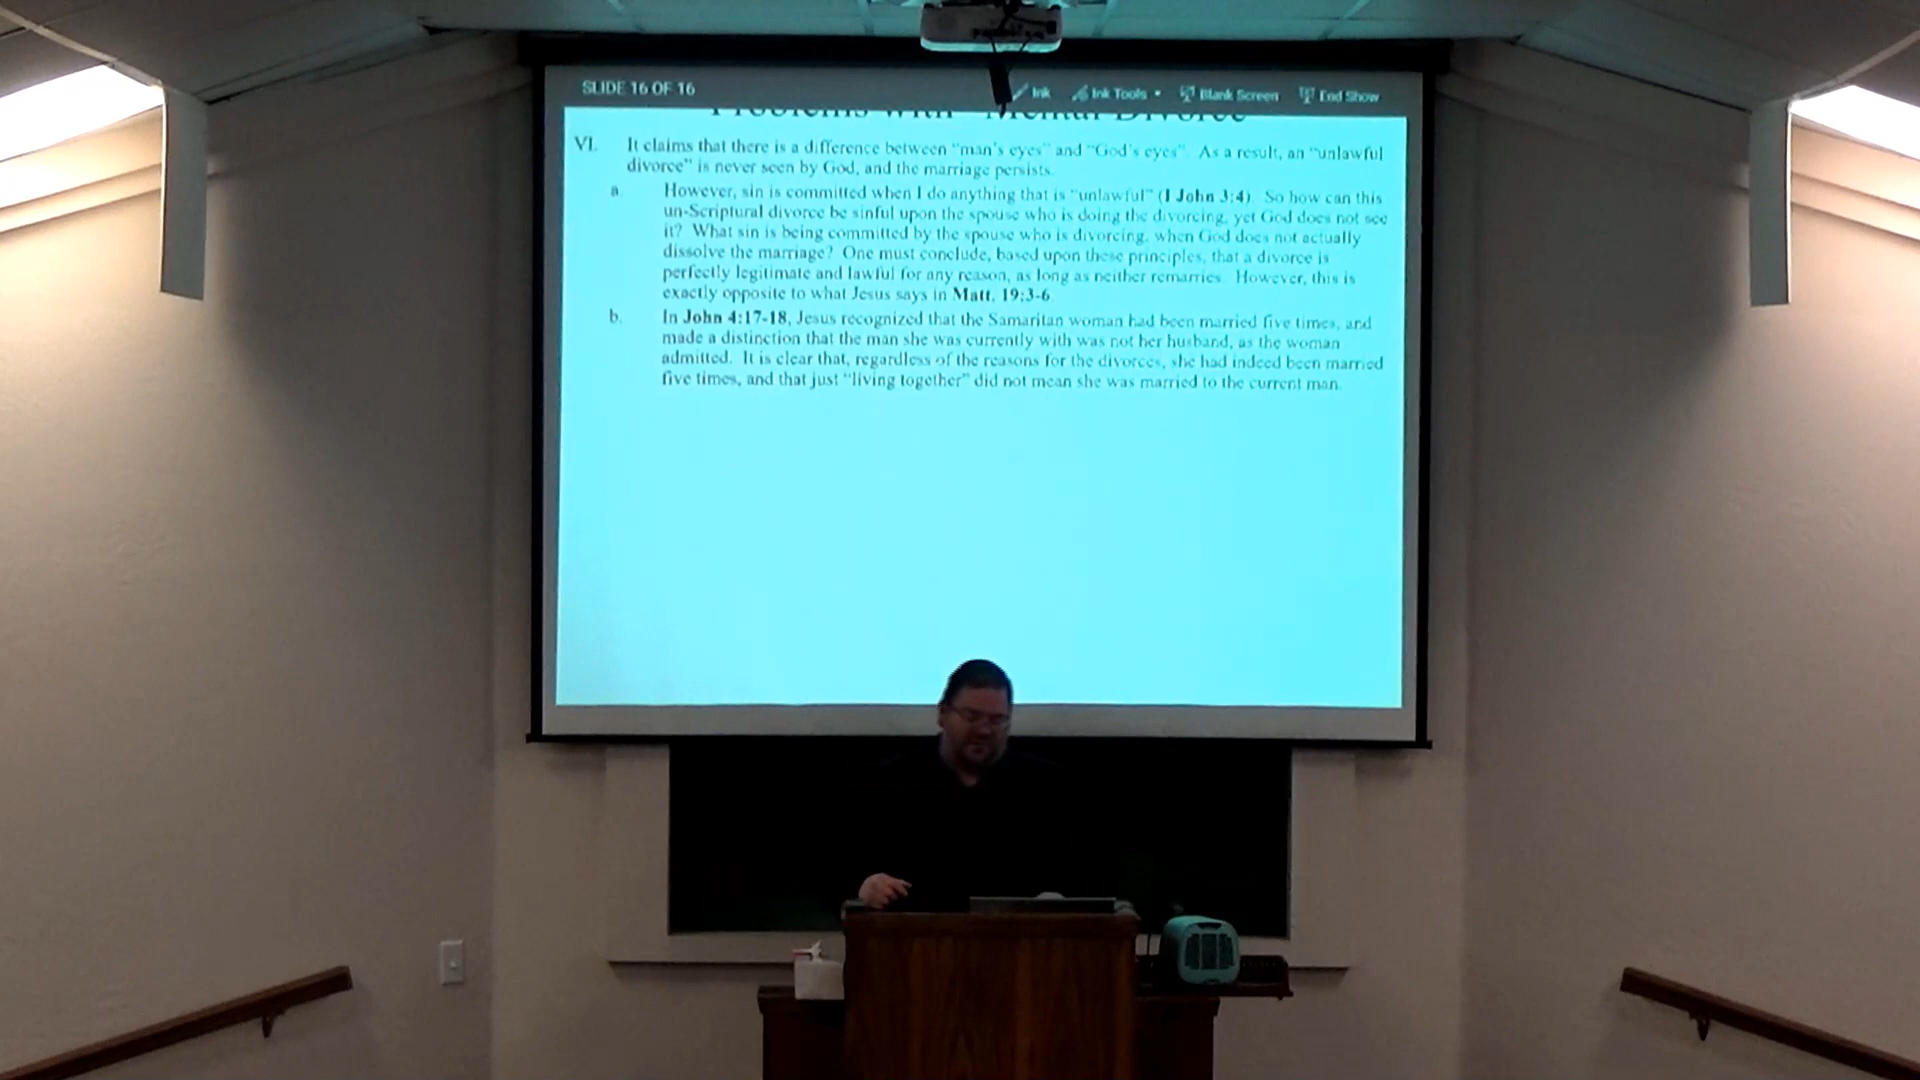 SLIDE 16 OF 16
Ink Ink Tools Blank Screen End Show
Problems with "Mental Divorce"
VI. It claims that there is a difference between "man's eyes" and "God's eyes". As a result, an "unlawful
divorce" is never seen by God, and the marriage persists.
a. However, sin is committed when I do anything that is "unlawful" (I John 3:4). So how can this
un-Scriptural divorce be sinful upon the spouse who is doing the divorcing, yet God does not see
it? What sin is being committed by the spouse who is divorcing, when God does not actually
dissolve the marriage? One must conclude, based upon these principles, that a divorce is
perfectly legitimate and lawful for any reason, as long as neither remarries. However, this is
exactly opposite to what Jesus says in Matt. 19:3-6
b. In John 4:17-18, Jesus recognized that the Samaritan woman had been married five times, and
made a distinction that the man she was currently with was not her husband, as the woman
admitted. It is clear that, regardless of the reasons for the divorces, she had indeed been married
five times, and that just "living together" did not mean she was married to the current man.